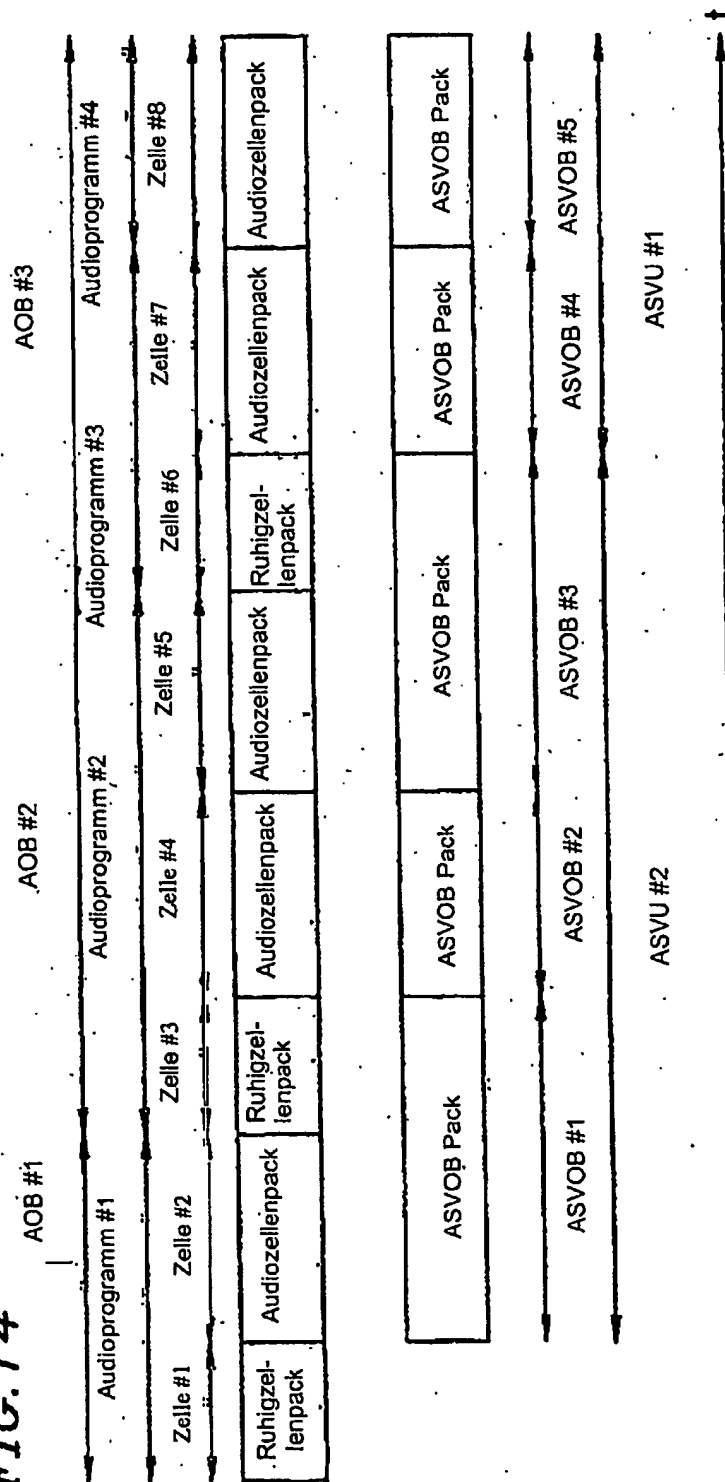 FIG. 14
AOB #1
AOB #2
AOB #3
Audioprogramm #1
Audioprogramm #2
Audioprogramm #3
Audioprogramm #4
Zelle #1
Zelle #2
Zelle #3
Zelle #4
Zelle #5
Zelle #6
Zelle #7
Zelle #8
Ruhigzel-
lenpack
Audiozellenpack
Ruhigzel-
lenpack
Audiozellenpack
Audiozellenpack
Ruhigzel-
lenpack
Audiozellenpack
Audiozellenpack
ASVOB Pack
ASVOB Pack
ASVOB Pack
ASVOB Pack
ASVOB Pack
ASVOB #1
ASVOB #2
ASVOB #3
ASVOB #4
ASVOB #5
ASVU #2
ASVU #1
t